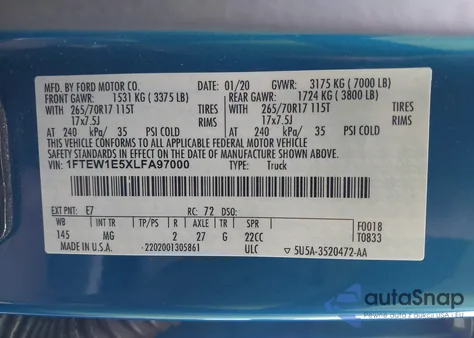 MFD. BY FORD MOTOR CO. 01/20 GVWR: 3175 KG ( 7000 LB)
FRONT GAWR: 1531 KG ( 3375 LB) REAR GAWR: 1724 KG ( 3800 LB)
WITH 265/70R17 115T TIRES WITH 265/70R17 115T TIRES
17x7.5J RIMS 17x7.5J RIMS
AT 240 kPa/ 35 PSI COLD AT 240 kPa/ 35 PSI COLD
THIS VEHICLE CONFORMS TO ALL APPLICABLE FEDERAL MOTOR VEHICLE
SAFETY STANDARDS IN EFFECT ON THE DATE OF MANUFACTURE SHOWN ABOVE.
VIN: 1FTEW1E5XLFA97000 TYPE: Truck
EXT PNT: E7 RC: 72 DSO: F0018
WB INT TR TP/PS R AXLE TR SPR T0833
145 MG 2 27 G 22CC
MADE IN U.S.A. -2202001305861 ULC 5U5A-3520472-AA
autoSnap